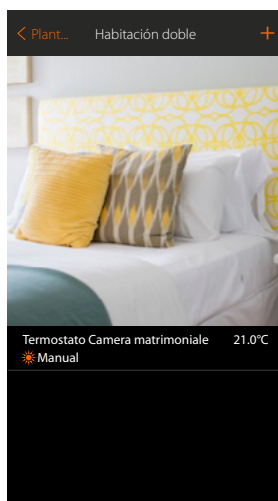 < Plant... Habitación doble +
Termostato Camera matrimoniale 21.0°C
Manual